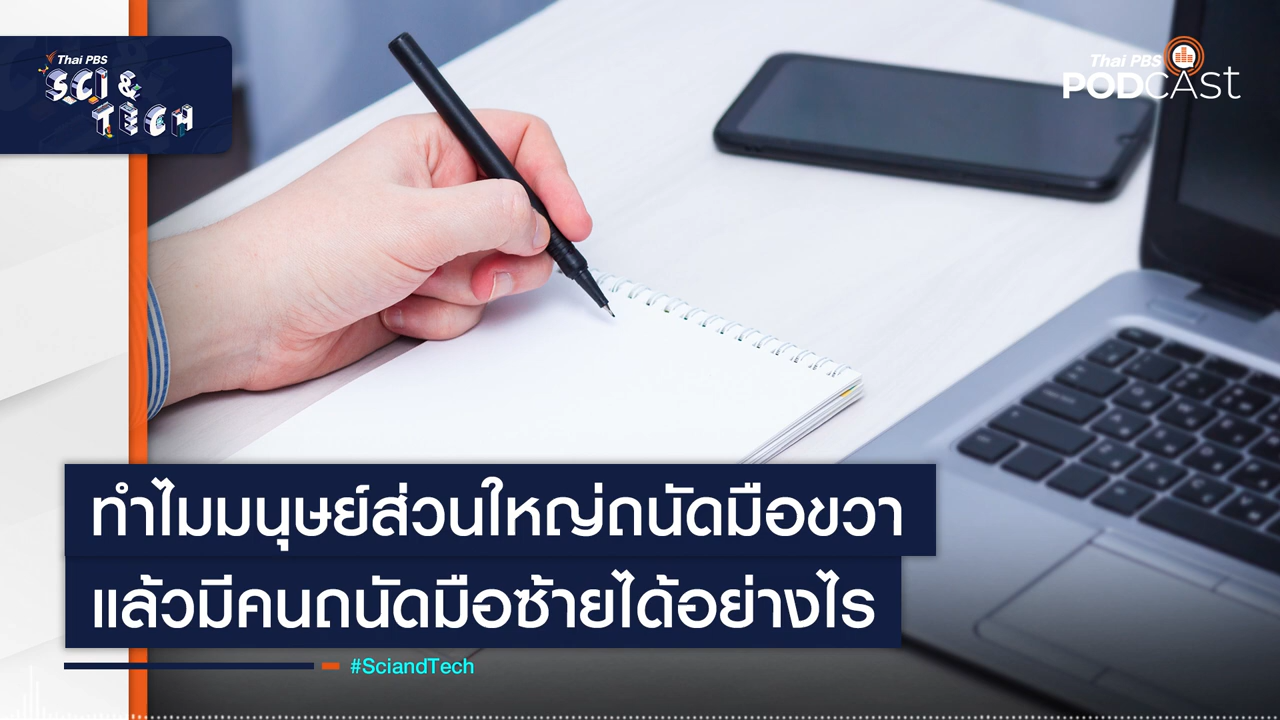 Thai PBS
SCI &
TECH
Thai PBS
PODCAST
ทำไมมนุษย์ส่วนใหญ่ถนัดมือขวา
แล้วมีคนถนัดมือซ้ายได้อย่างไร
#SciandTech